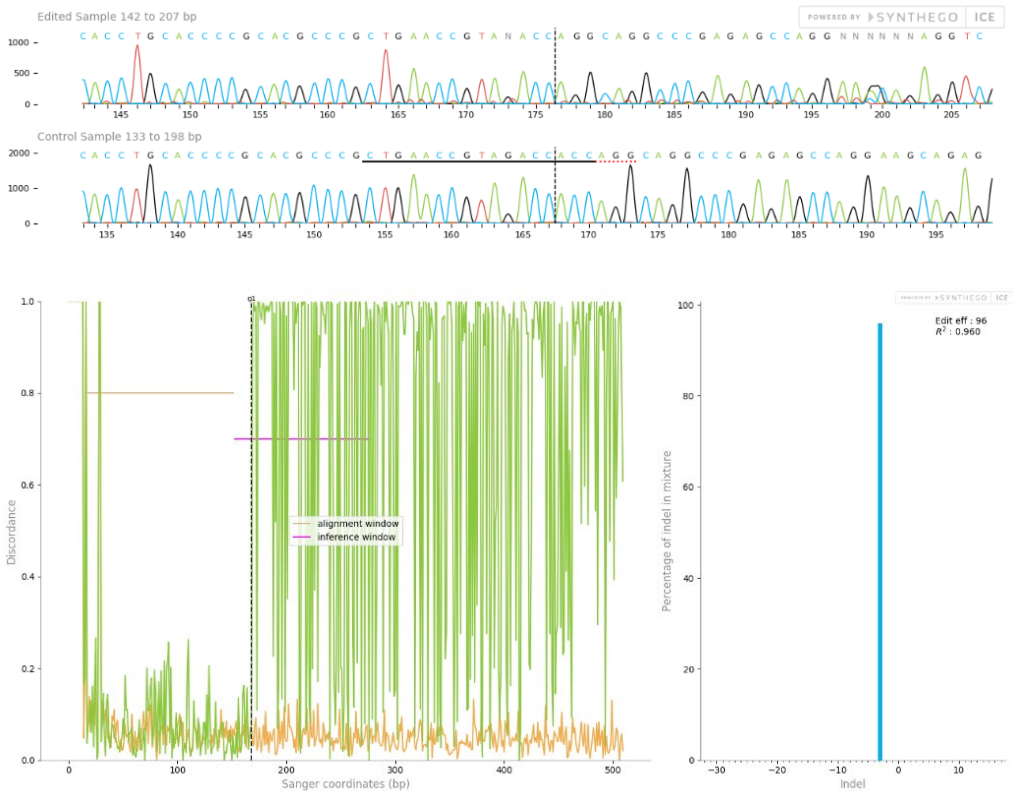 Edited Sample 142 to 207 bp
POWERED BY SYNTHEGO ICE
C A C C T G C A C C C C G C A C G C C C G C T G A A C C G T A N A C C A G G C A G G C C C G A G A G C C A G G N N N N N N A G G T C
1000
500
0
145 150 155 160 165 170 175 180 185 190 195 200 205
Control Sample 133 to 198 bp
2000
C A C C T G C A C C C C G C A C G C C C G C T G A A C C G T A G A C C A C C A G G C A G G C C C G A G A G C C A G G A A G C A G A G
1000
0
135 140 145 150 155 160 165 170 175 180 185 190 195
g1
POWERED BY SYNTHEGO ICE
1.0
0.8
0.6
0.4
0.2
0.0
Discordance
alignment window
inference window
0 100 200 300 400 500
Sanger coordinates (bp)
Edit eff : 96
R² : 0.960
100
80
60
40
20
0
Percentage of indel in mixture
−30 −20 −10 0 10
Indel